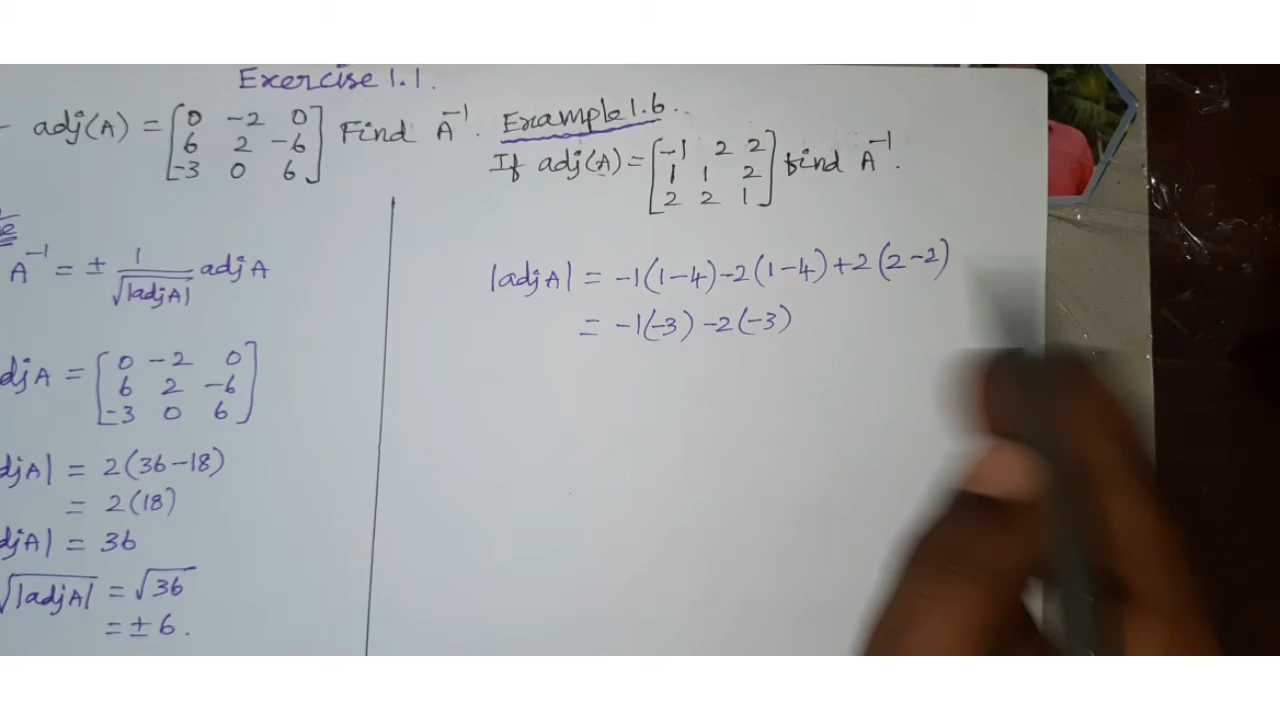 Exercise 1.1.
adj(A) = [0 -2 0
6 2 -6
-3 0 6] Find A⁻¹.
A⁻¹ = ± 1/√|adjA| adj A
djA = [0 -2 0
6 2 -6
-3 0 6]
djA| = 2(36-18)
= 2(18)
djA| = 36
√|adjA| = √36
= ± 6.
Example 1.6.
If adj(A) = [-1 2 2
1 1 2
2 2 1] find A⁻¹.
|adjA| = -1(1-4) -2(1-4) +2(2-2)
= -1(-3) -2(-3)